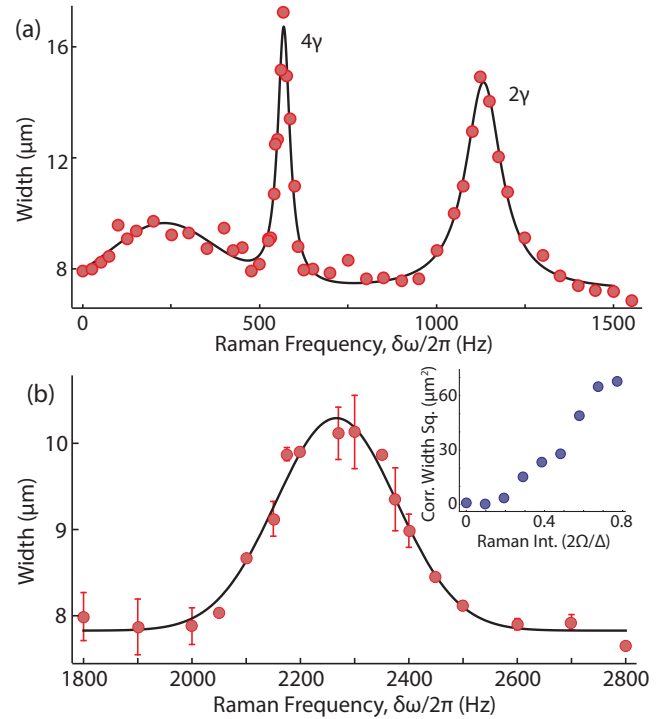 (a)
4γ
2γ
16
12
8
Width (μm)
0 500 1000 1500
Raman Frequency, δω/2π (Hz)
(b)
10
9
8
Width (μm)
1800 2000 2200 2400 2600 2800
Raman Frequency, δω/2π (Hz)
Corr. Width Sq. (μm²)
60
30
0
0 0.4 0.8
Raman Int. (2Ω/Δ)